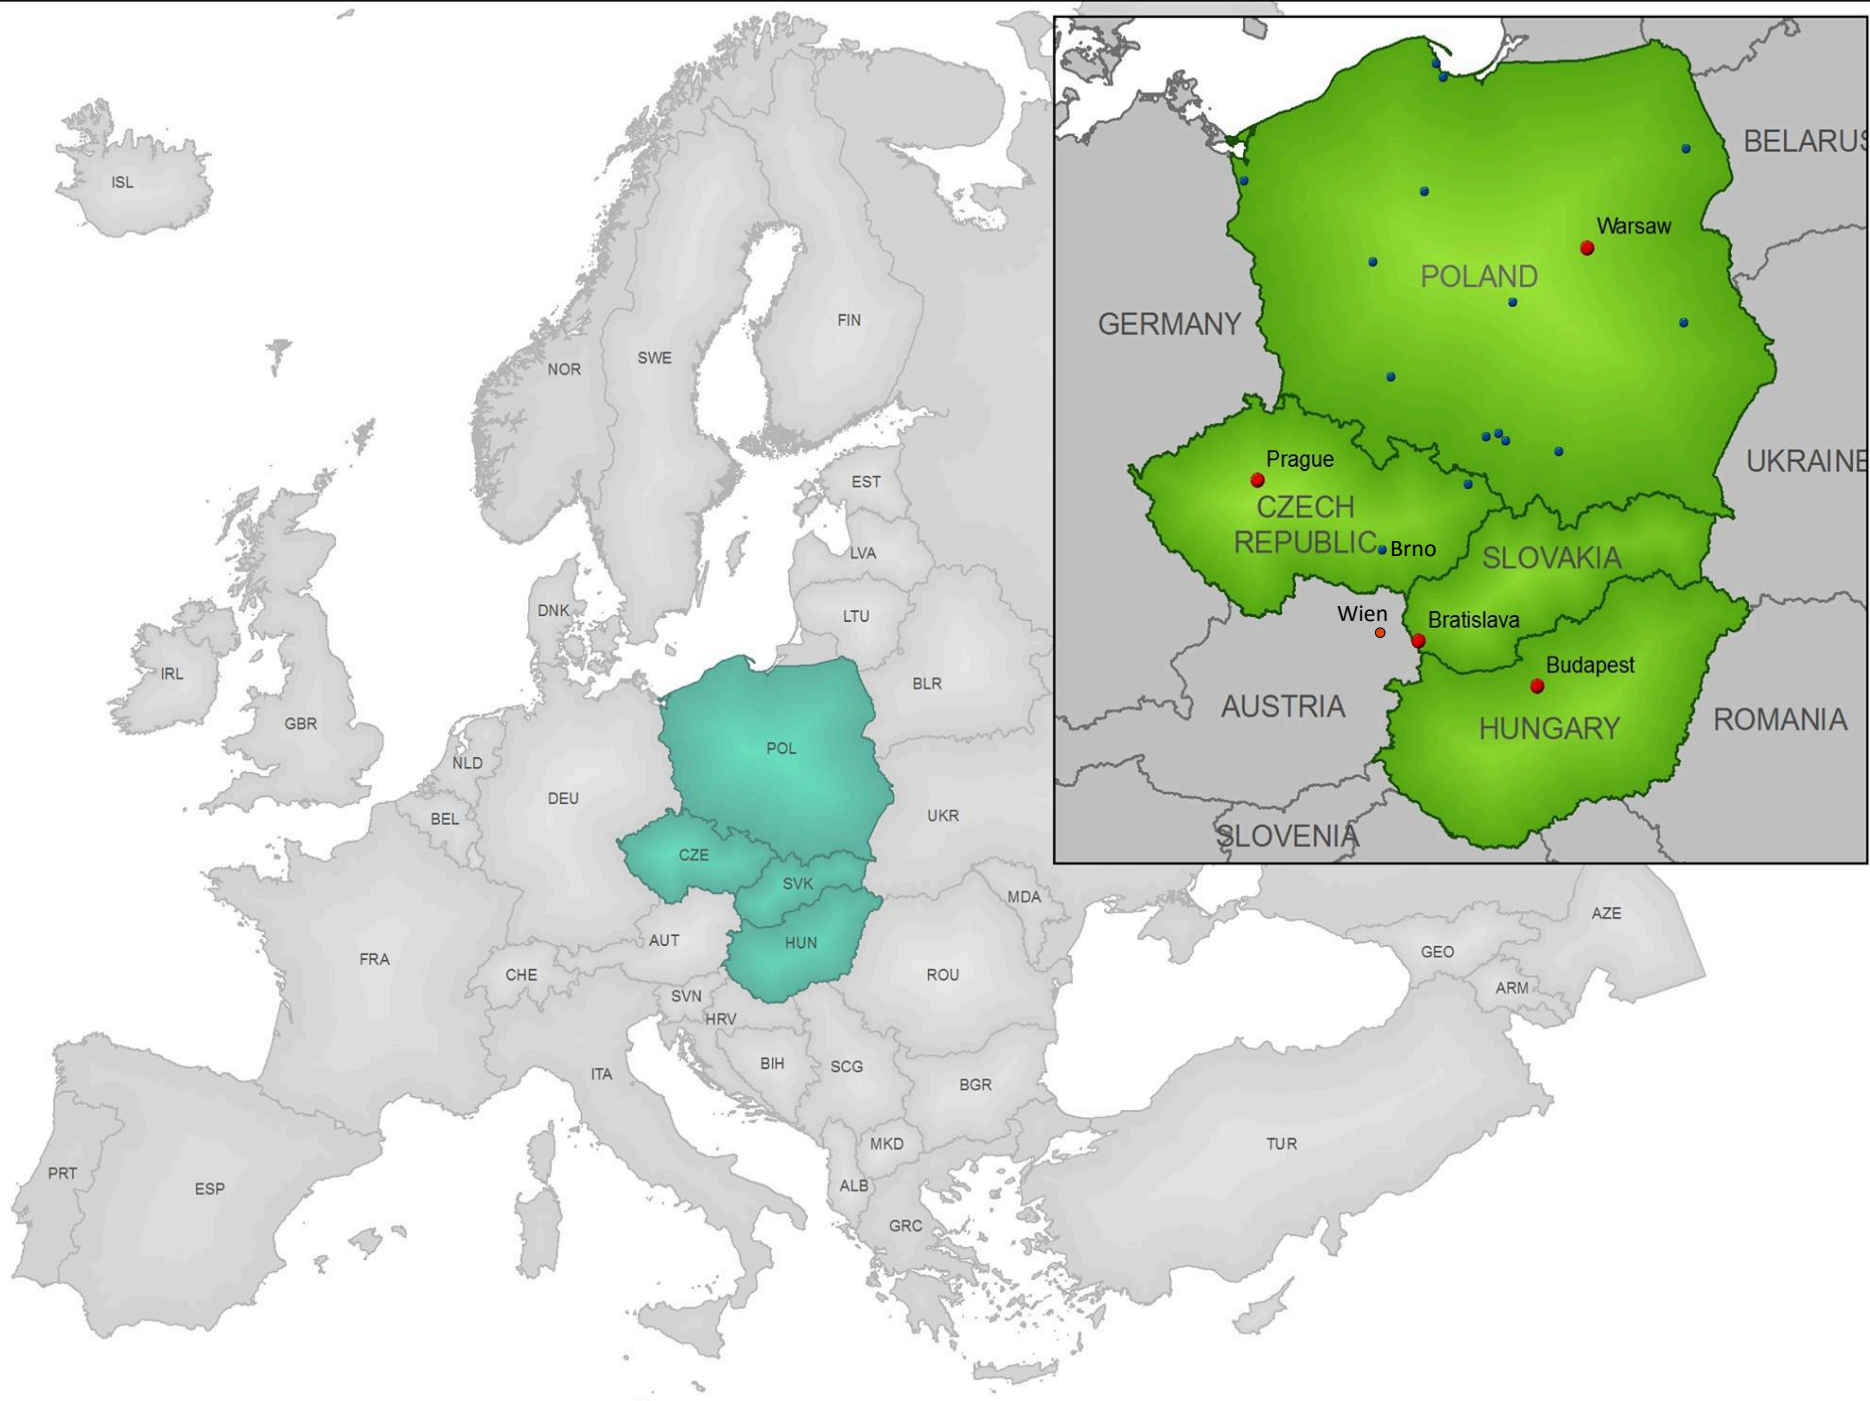 ISL
NOR
SWE
FIN
EST
LVA
LTU
DNK
IRL
GBR
NLD
BEL
DEU
POL
BLR
UKR
CZE
SVK
AUT
HUN
MDA
FRA
CHE
SVN
HRV
ROU
ITA
BIH
SCG
BGR
MKD
ALB
GRC
PRT
ESP
TUR
GEO
ARM
AZE
BELARUS
Warsaw
POLAND
GERMANY
Prague
CZECH
REPUBLIC
Brno
UKRAINE
SLOVAKIA
Wien
Bratislava
Budapest
AUSTRIA
HUNGARY
ROMANIA
SLOVENIA